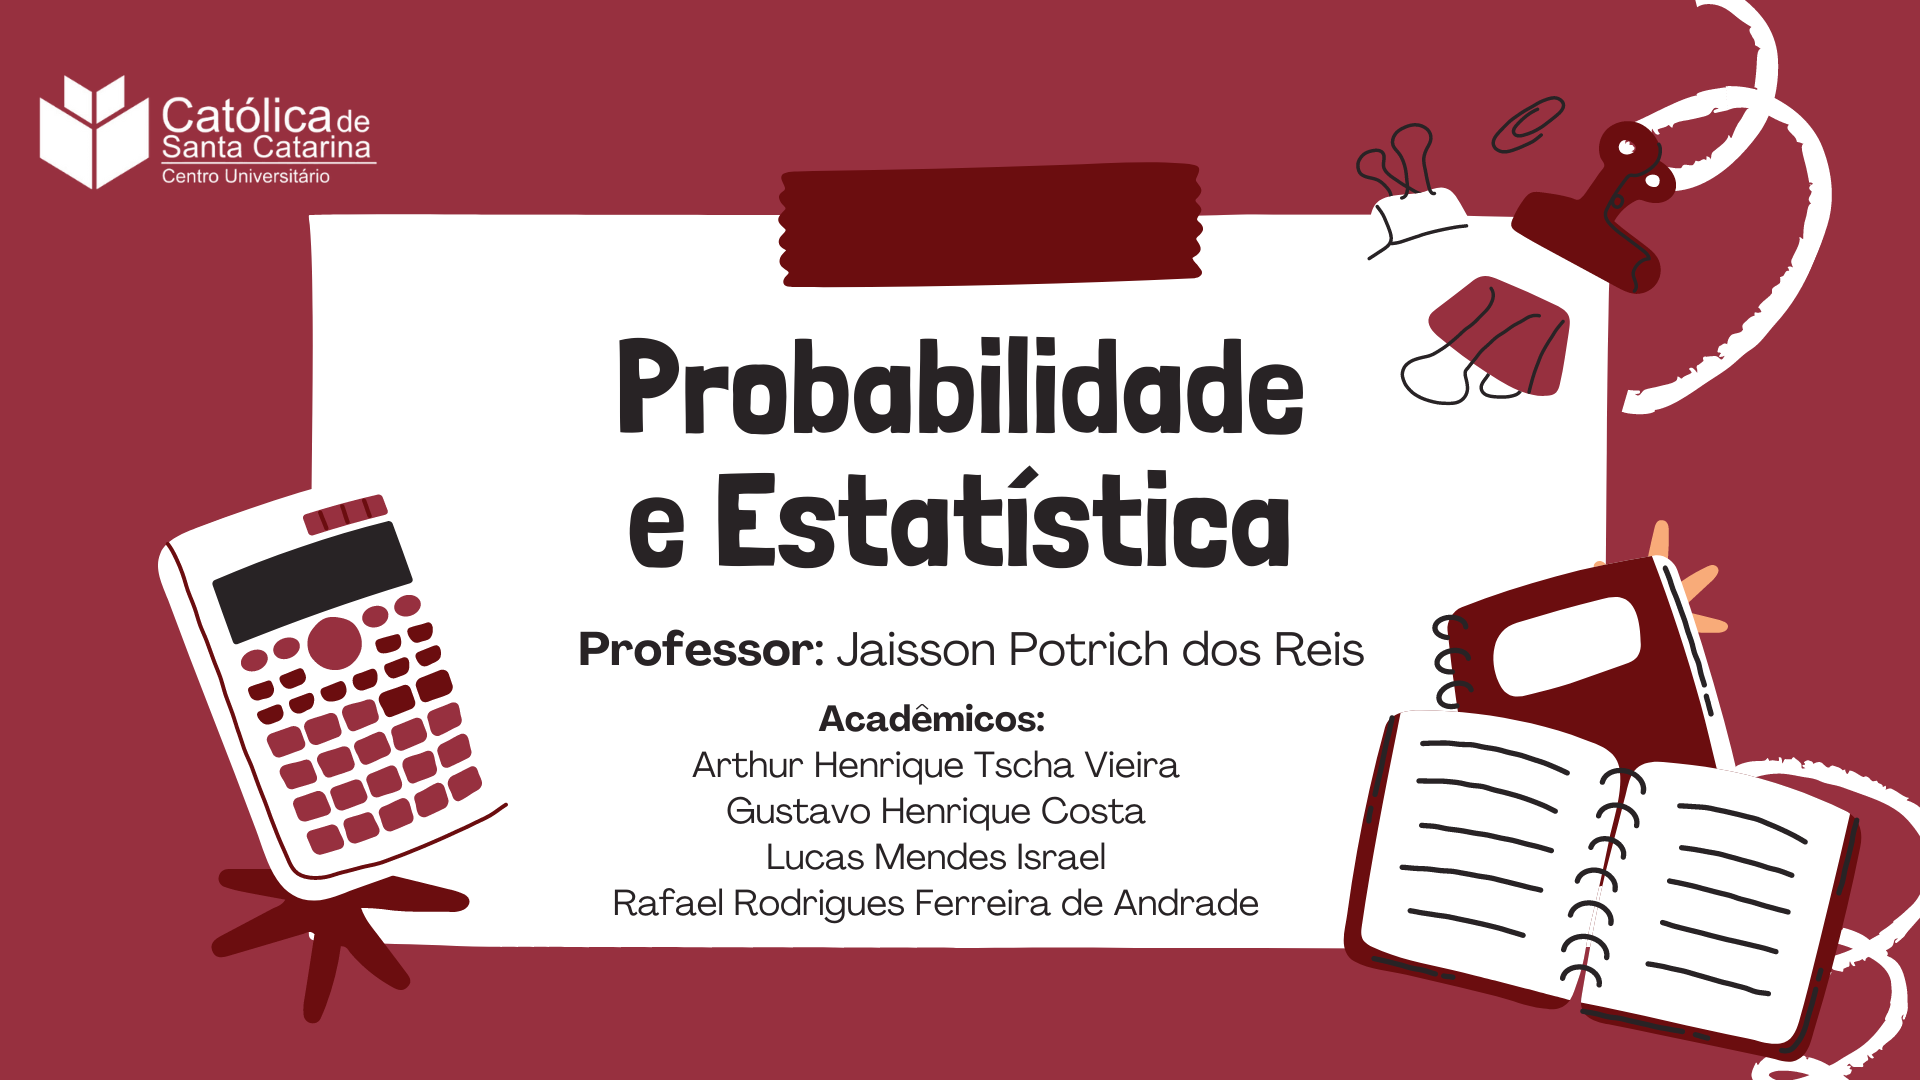 Católica de
Santa Catarina
Centro Universitário
Probabilidade
e Estatística
Professor: Jaisson Potrich dos Reis
Acadêmicos:
Arthur Henrique Tscha Vieira
Gustavo Henrique Costa
Lucas Mendes Israel
Rafael Rodrigues Ferreira de Andrade